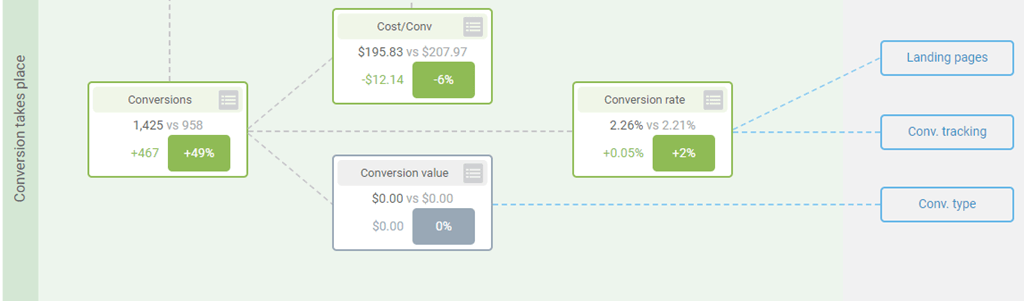 Conversion takes place
Cost/Conv
$195.83 vs $207.97
-$12.14 -6%
Conversions
1,425 vs 958
+467 +49%
Conversion rate
2.26% vs 2.21%
+0.05% +2%
Conversion value
$0.00 vs $0.00
$0.00 0%
Landing pages
Conv. tracking
Conv. type